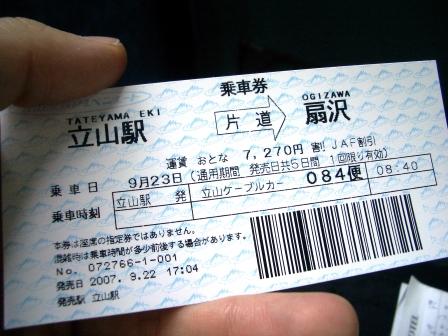 乗車券
TATEYAMA EKI OGIZAWA
立山駅 片道 扇沢
運賃 おとな 7,270円 割! JAF割引
乗車日 9月23日 (通用期間 発売日共5日間 1回限り有効)
乗車時刻 立山駅 発 立山ケーブルカー 084便 08:40
本券は座席の指定券ではありません。
混雑時は乗車時間が多少前後する場合があります。
No. 072766-1-001
発売日 2007. 9.22 17:04
発売駅 立山駅